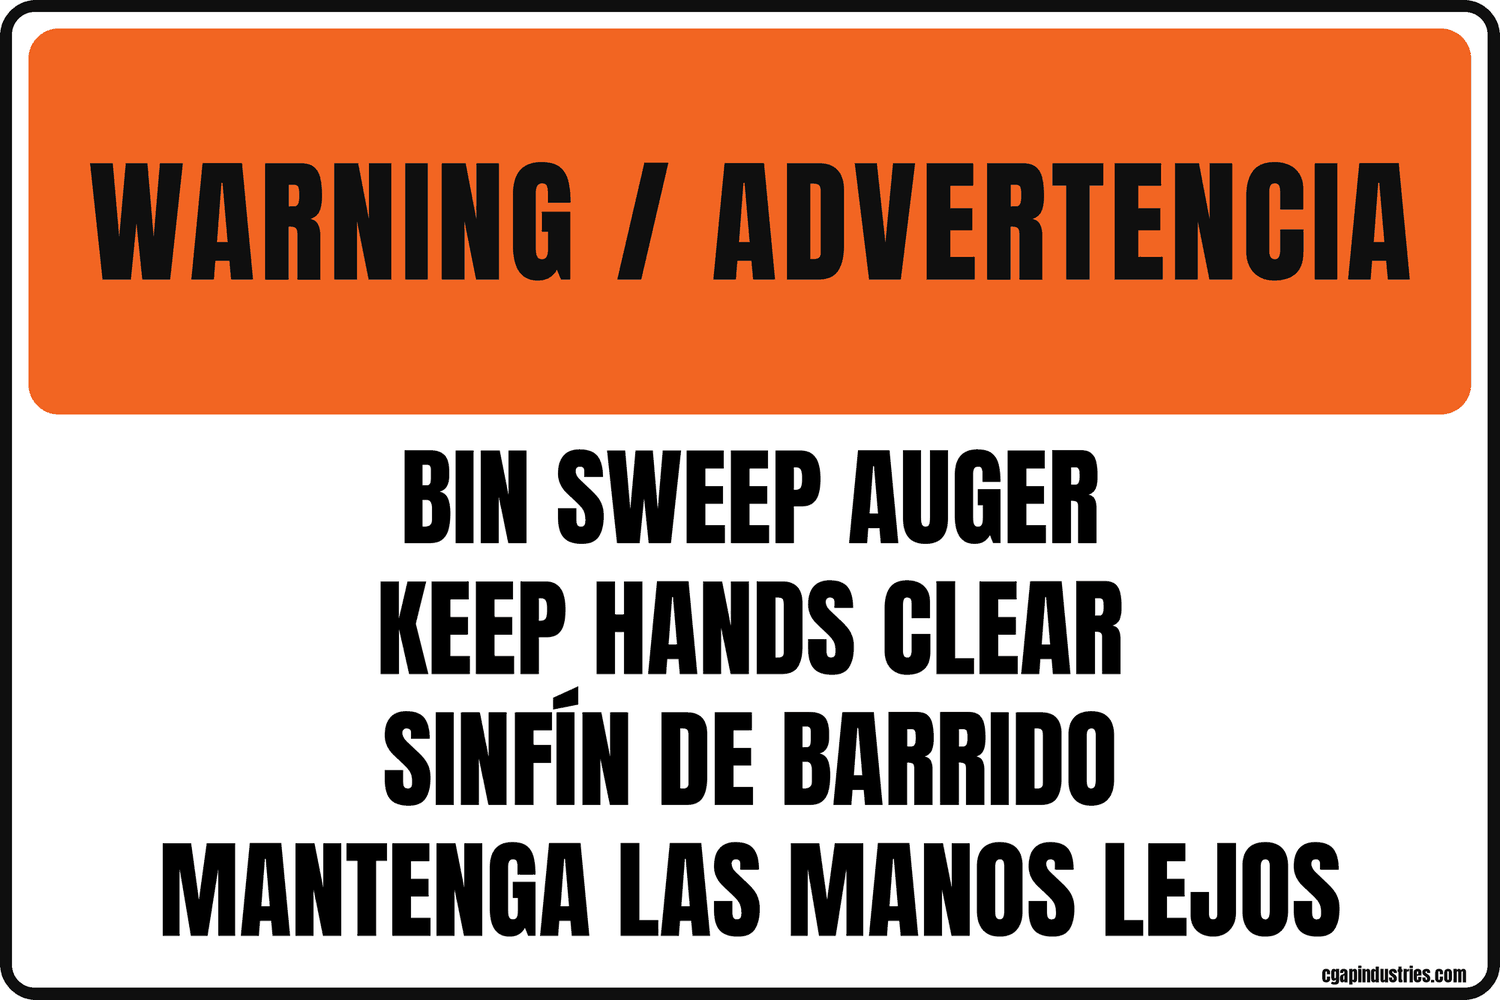 WARNING / ADVERTENCIA
BIN SWEEP AUGER
KEEP HANDS CLEAR
SINFÍN DE BARRIDO
MANTENGA LAS MANOS LEJOS
cgapindustries.com